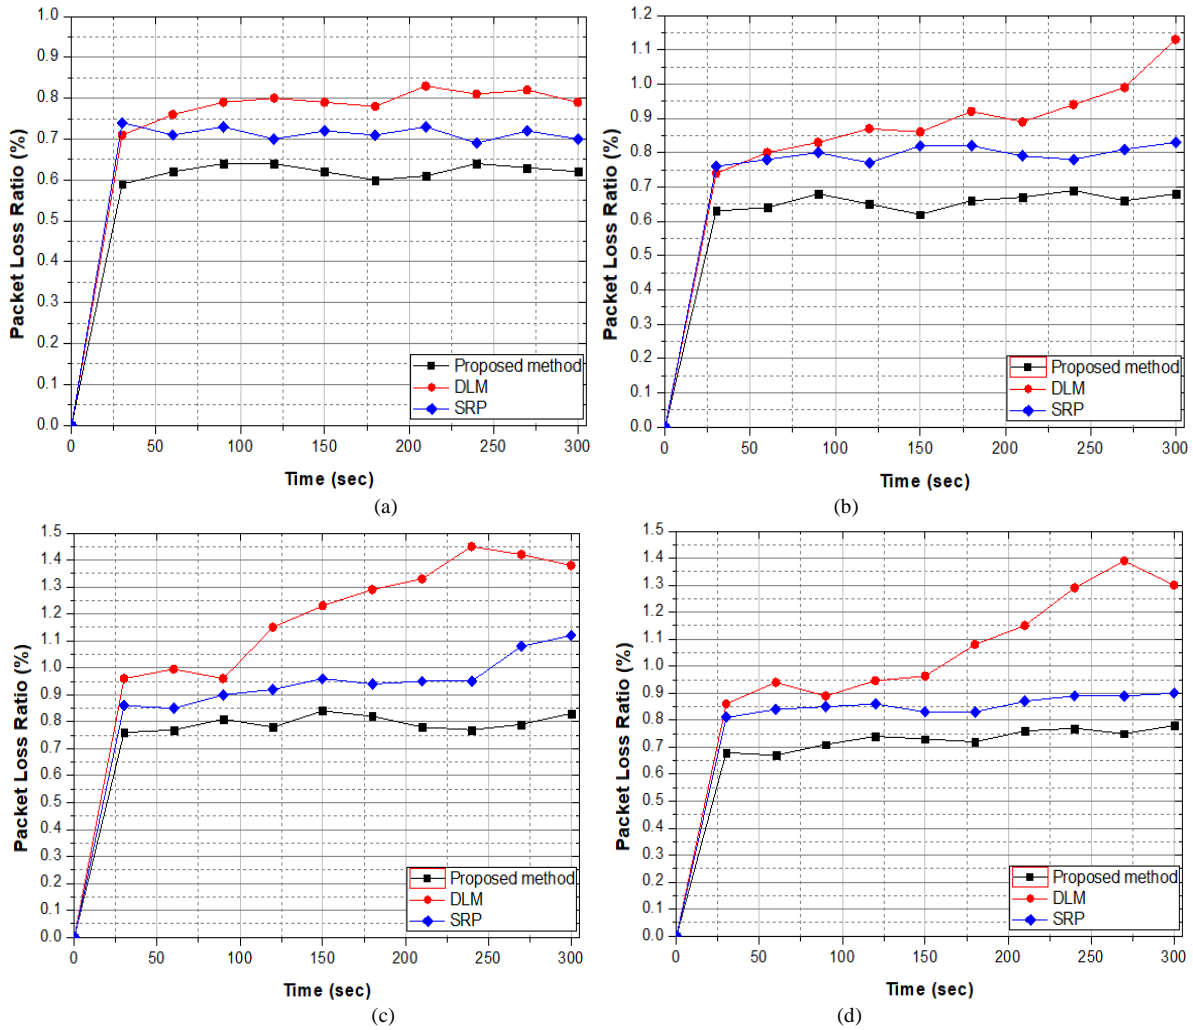 1.0
0.9
0.8
0.7
0.6
0.5
0.4
0.3
0.2
0.1
0.0
Packet Loss Ratio (%)
Proposed method
DLM
SRP
0 50 100 150 200 250 300
Time (sec)
(a)
1.2
1.1
1.0
0.9
0.8
0.7
0.6
0.5
0.4
0.3
0.2
0.1
0.0
Packet Loss Ratio (%)
Proposed method
DLM
SRP
0 50 100 150 200 250 300
Time (sec)
(b)
1.5
1.4
1.3
1.2
1.1
1.0
0.9
0.8
0.7
0.6
0.5
0.4
0.3
0.2
0.1
0.0
Packet Loss Ratio (%)
Proposed method
DLM
SRP
0 50 100 150 200 250 300
Time (sec)
(c)
1.5
1.4
1.3
1.2
1.1
1.0
0.9
0.8
0.7
0.6
0.5
0.4
0.3
0.2
0.1
0.0
Packet Loss Ratio (%)
Proposed method
DLM
SRP
0 50 100 150 200 250 300
Time (sec)
(d)